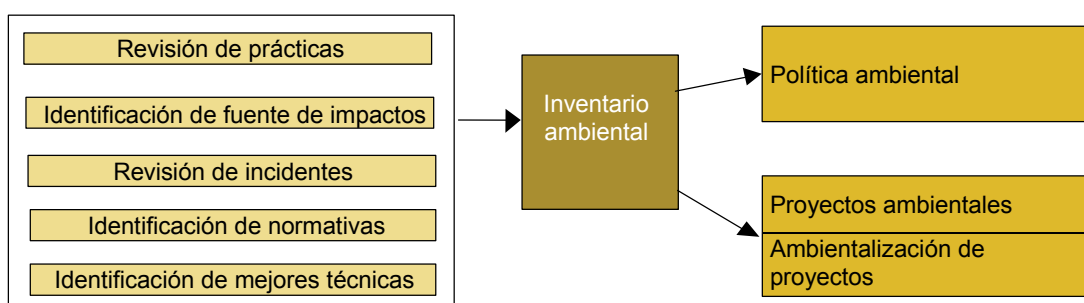 Revisión de prácticas
Identificación de fuente de impactos
Revisión de incidentes
Identificación de normativas
Identificación de mejores técnicas
Inventario
ambiental
Política ambiental
Proyectos ambientales
Ambientalización de
proyectos